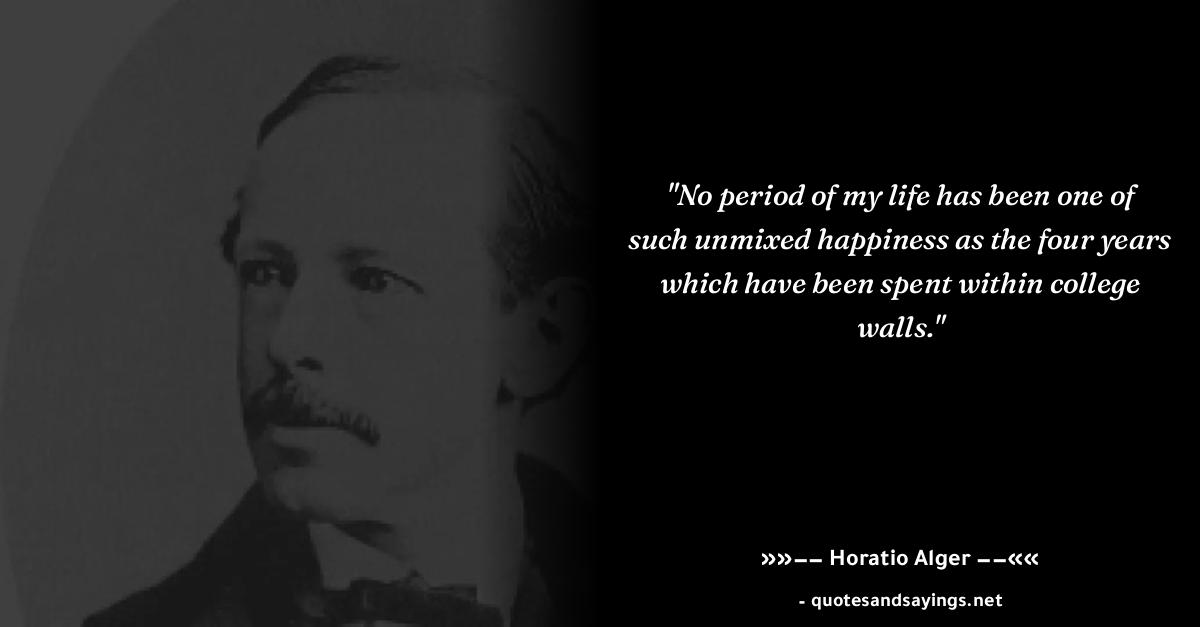 "No period of my life has been one of
such unmixed happiness as the four years
which have been spent within college
walls."
»»–– Horatio Alger ––««
- quotesandsayings.net